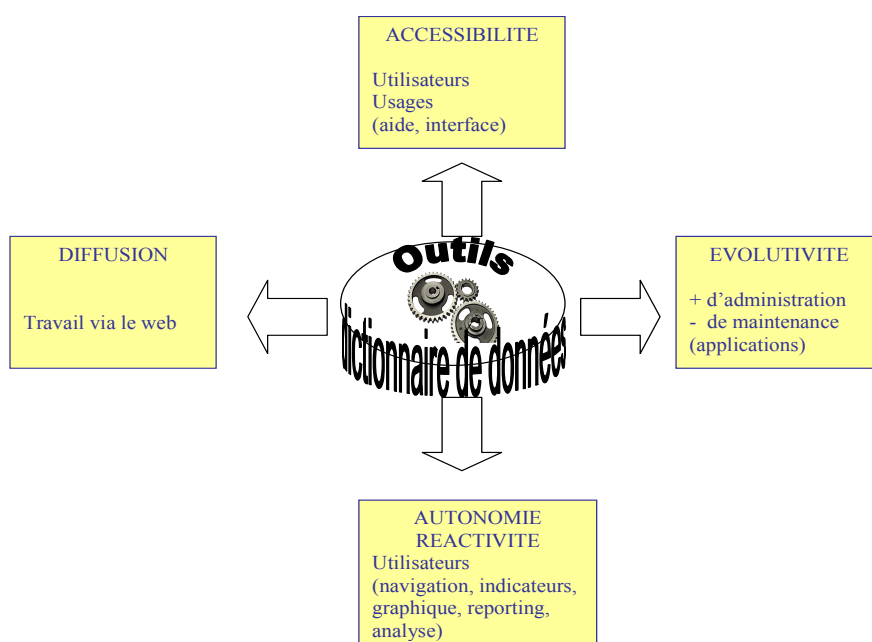 ACCESSIBILITE
Utilisateurs
Usages
(aide, interface)
DIFFUSION
Travail via le web
Outils
dictionnaire de données
EVOLUTIVITE
+ d’administration
- de maintenance
(applications)
AUTONOMIE
REACTIVITE
Utilisateurs
(navigation, indicateurs,
graphique, reporting,
analyse)